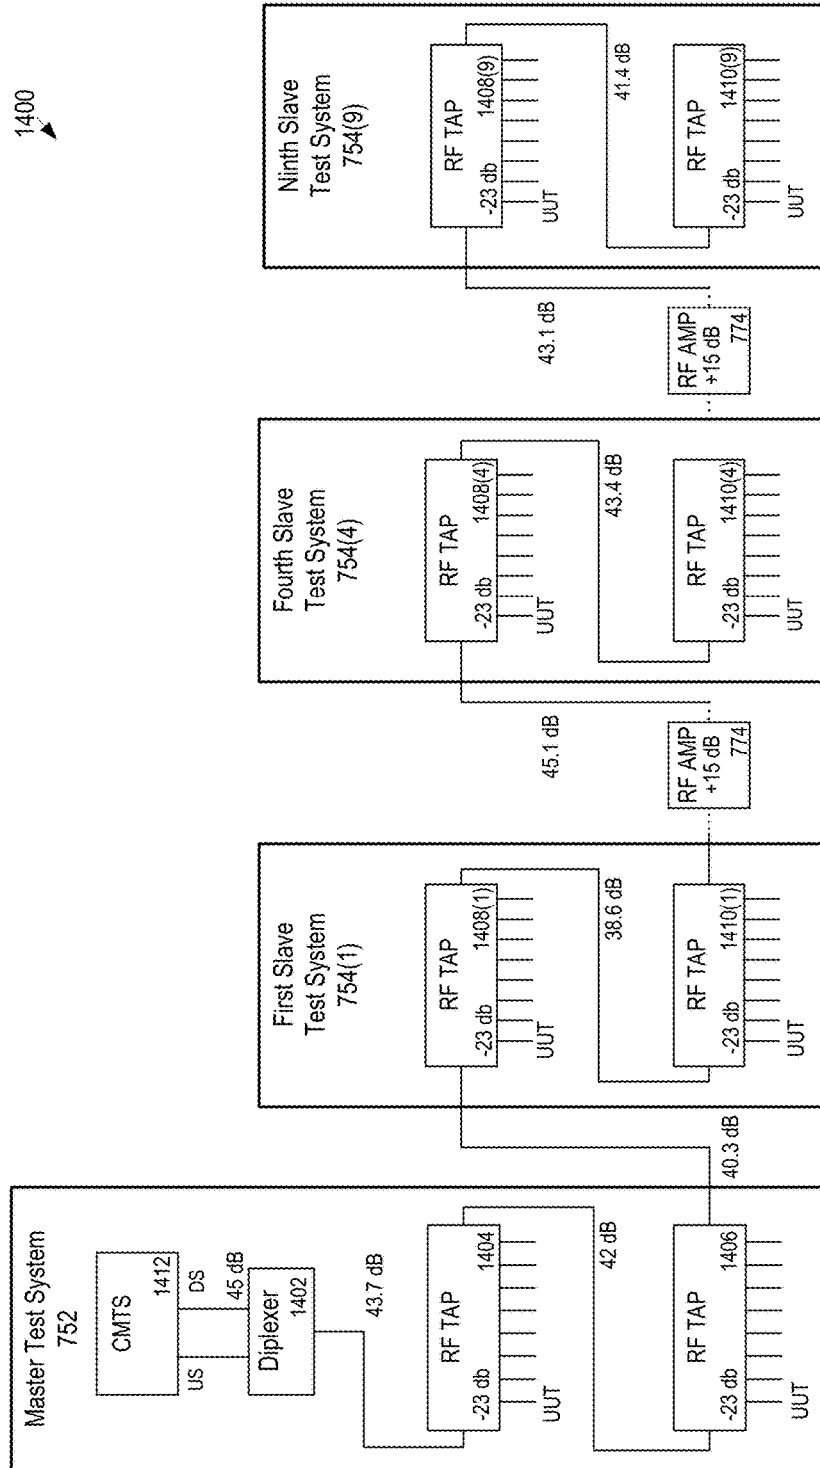 1400
Master Test System
752
CMTS
1412
US
DS
45 dB
Diplexer
1402
43.7 dB
RF TAP
-23 db
1404
UUT
42 dB
RF TAP
-23 db
1406
UUT
40.3 dB
First Slave
Test System
754(1)
RF TAP
-23 db
1408(1)
UUT
38.6 dB
RF TAP
-23 db
1410(1)
UUT
RF AMP
+15 dB
774
45.1 dB
Fourth Slave
Test System
754(4)
RF TAP
-23 db
1408(4)
UUT
43.4 dB
RF TAP
-23 db
1410(4)
UUT
RF AMP
+15 dB
774
43.1 dB
Ninth Slave
Test System
754(9)
RF TAP
-23 db
1408(9)
UUT
41.4 dB
RF TAP
-23 db
1410(9)
UUT